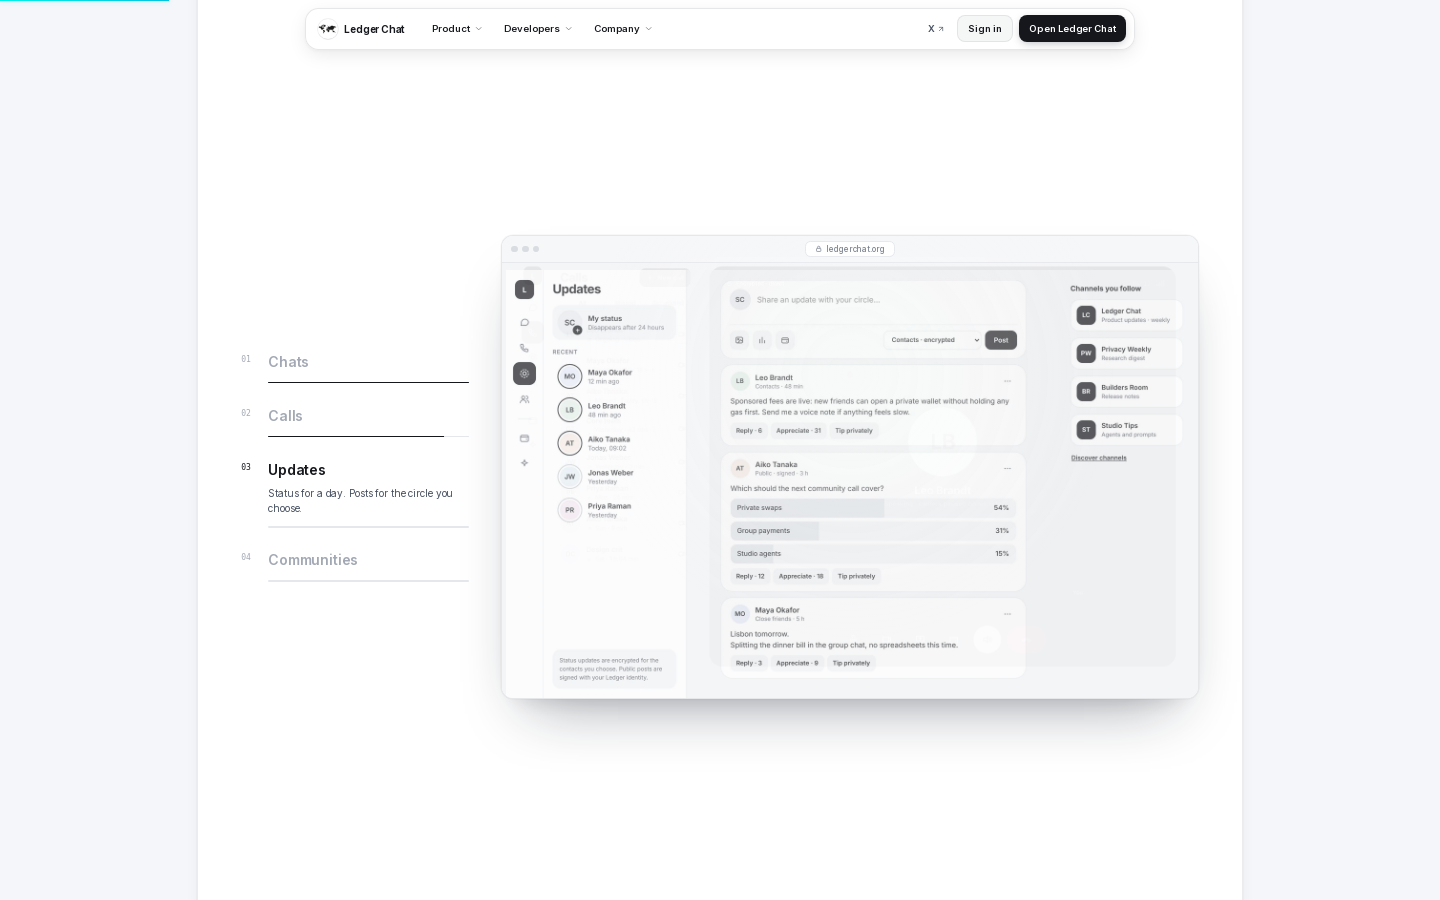 Ledger Chat
Product
Developers
Company
X
Sign in
Open Ledger Chat
01
Chats
02
Calls
03
Updates
Status for a day. Posts for the circle you
choose.
04
Communities
ledgerchat.org
L
Updates
SC
My status
Disappears after 24 hours
RECENT
MO
Maya Okafor
12 min ago
LB
Leo Brandt
48 min ago
AT
Aiko Tanaka
Today, 09:02
JW
Jonas Weber
Yesterday
PR
Priya Raman
Yesterday
Status updates are encrypted for the
contacts you choose. Public posts are
signed with your Ledger identity.
SC
Share an update with your circle...
Contacts · encrypted
Post
LB
Leo Brandt
Contacts · 48 min
Sponsored fees are live: new friends can open a private wallet without holding any
gas first. Send me a voice note if anything feels slow.
Reply · 6
Appreciate · 31
Tip privately
LB
AT
Aiko Tanaka
Public · signed · 3 h
Which should the next community call cover?
Private swaps
54%
Group payments
31%
Studio agents
15%
Reply · 12
Appreciate · 18
Tip privately
MO
Maya Okafor
Close friends · 5 h
Lisbon tomorrow.
Splitting the dinner bill in the group chat, no spreadsheets this time.
Reply · 3
Appreciate · 9
Tip privately
Channels you follow
LC
Ledger Chat
Product updates · weekly
PW
Privacy Weekly
Research digest
BR
Builders Room
Release notes
ST
Studio Tips
Agents and prompts
Discover channels